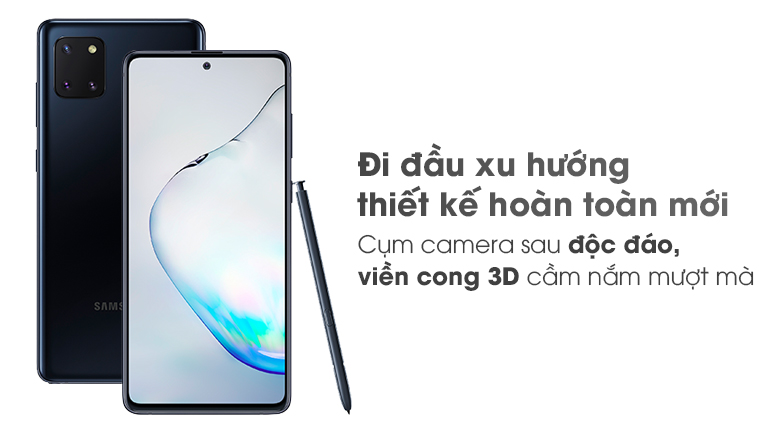 SAMS
Đi đầu xu hướng
thiết kế hoàn toàn mới
Cụm camera sau độc đáo,
viền cong 3D cầm nắm mượt mà